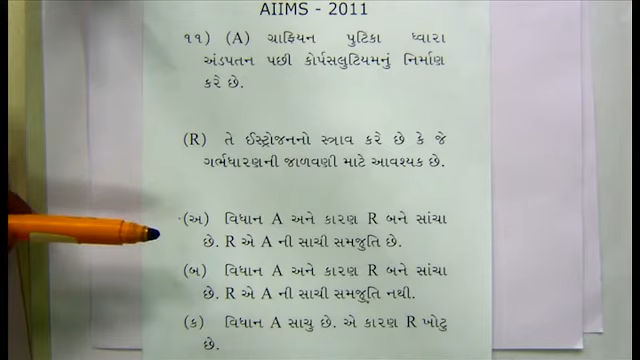 AIIMS - 2011
૧૧) (A) ગ્રાફિયન પુટિકા ધ્વારા
અંડપતન પછી કોર્પસલુટિયમનું નિર્માણ
કરે છે.
(R) તે ઈસ્ટ્રોજનનો સ્ત્રાવ કરે છે કે જે
ગર્ભધારણની જાળવણી માટે આવશ્યક છે.
(અ) વિધાન A અને કારણ R બને સાંચા
છે. R એ A ની સાચી સમજુતિ છે.
(બ) વિધાન A અને કારણ R બને સાંચા
છે. R એ A ની સાચી સમજુતિ નથી.
(ક) વિધાન A સાચુ છે. એ કારણ R ખોટુ
છે.